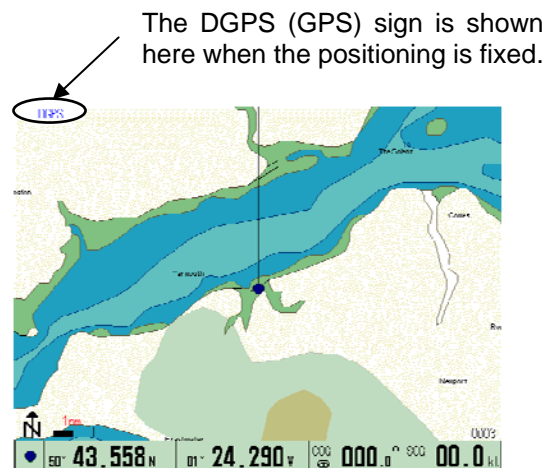 The DGPS (GPS) sign is shown
here when the positioning is fixed.
DGPS
The Solent
Cowes
Yarmouth
Newport
N
1nm
0003
50° 43.558 N 01° 24.290 W COG 000.0° SOG 00.0 kt